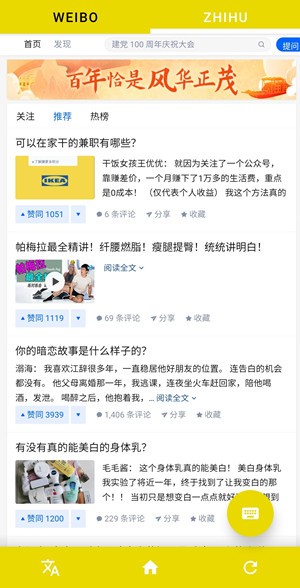 WEIBO ZHIHU
首页 发现 建党 100 周年庆祝大会 提问
百年恰是风华正茂
关注 推荐 热榜
可以在家干的兼职有哪些？
IKEA
干饭女孩王优优： 就因为关注了一个公众号，
靠赚差价，一个月赚下了1万多的生活费，重点
是0成本！ （仅代表个人收益） 我这个方法真的
赞同 1051 6 条评论 分享 收藏
帕梅拉最全精讲！纤腰燃脂！瘦腿提臀！统统讲明白！
帕梅拉
最全
阅读全文
赞同 1119 69 条评论 分享 收藏
你的暗恋故事是什么样子的？
溺海： 我喜欢江辰很多年，一直稳居他好朋友的位置。 连告白的机会
都没有。 他父母离婚那一年，我逃课，连夜坐火车赶回家，陪他喝
酒，发泄。 喝醉之后，他抱着我，... 阅读全文
赞同 3939 1,406 条评论 分享 收藏
有没有真的能美白的身体乳？
毛毛酱： 这个身体乳真的能美白！ 美白身体乳
我实验了将近一年，终于找到了让我变白的那
个！！ 当初只是想变白一点点就好
想到
赞同 1200 229 条评论 分享 收藏